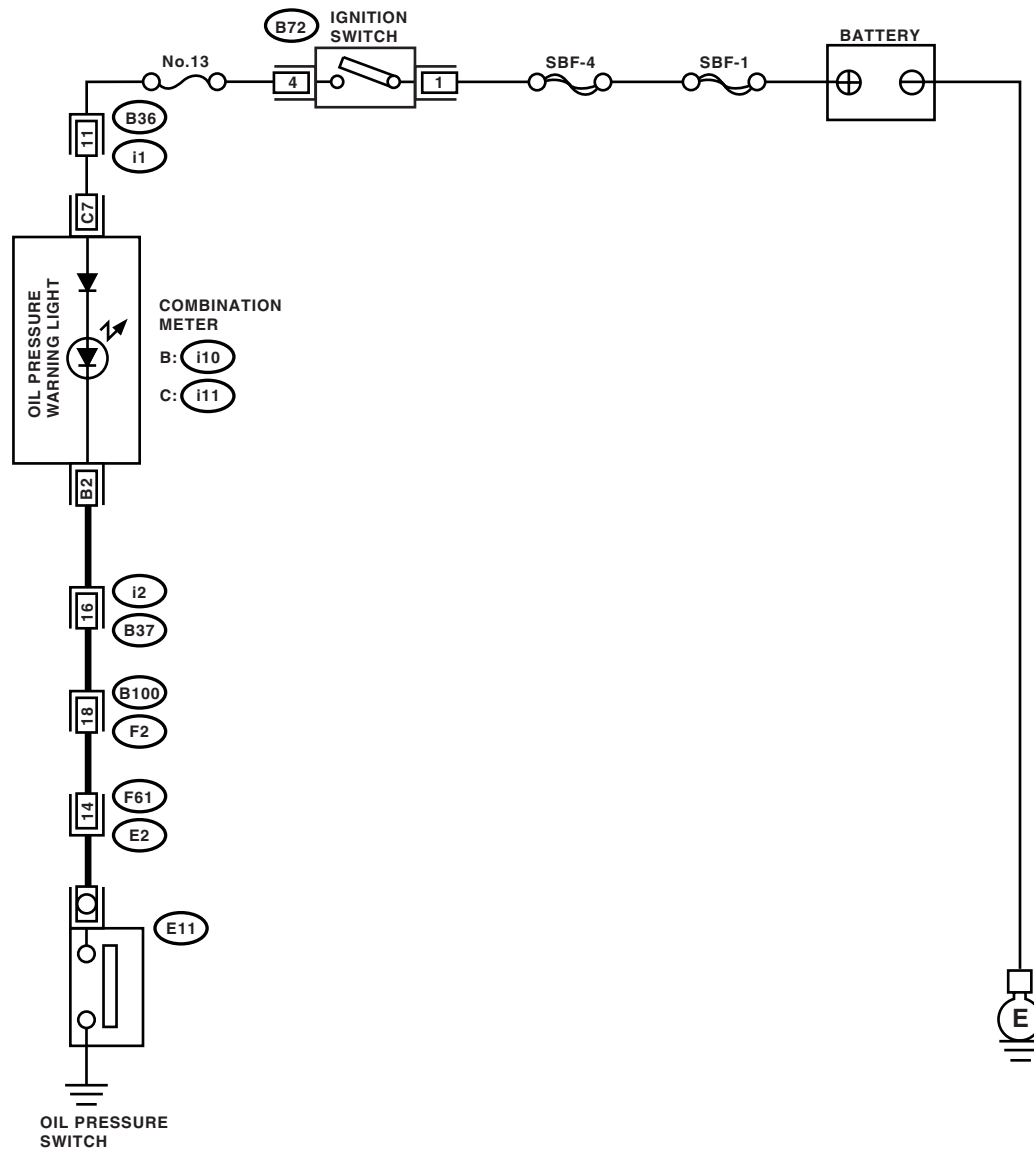 B72
IGNITION
SWITCH
No.13
4
1
SBF-4
SBF-1
BATTERY
11
B36
i1
C7
OIL PRESSURE
WARNING LIGHT
COMBINATION
METER
B: i10
C: i11
B2
16
i2
B37
18
B100
F2
14
F61
E2
E11
E
OIL PRESSURE
SWITCH